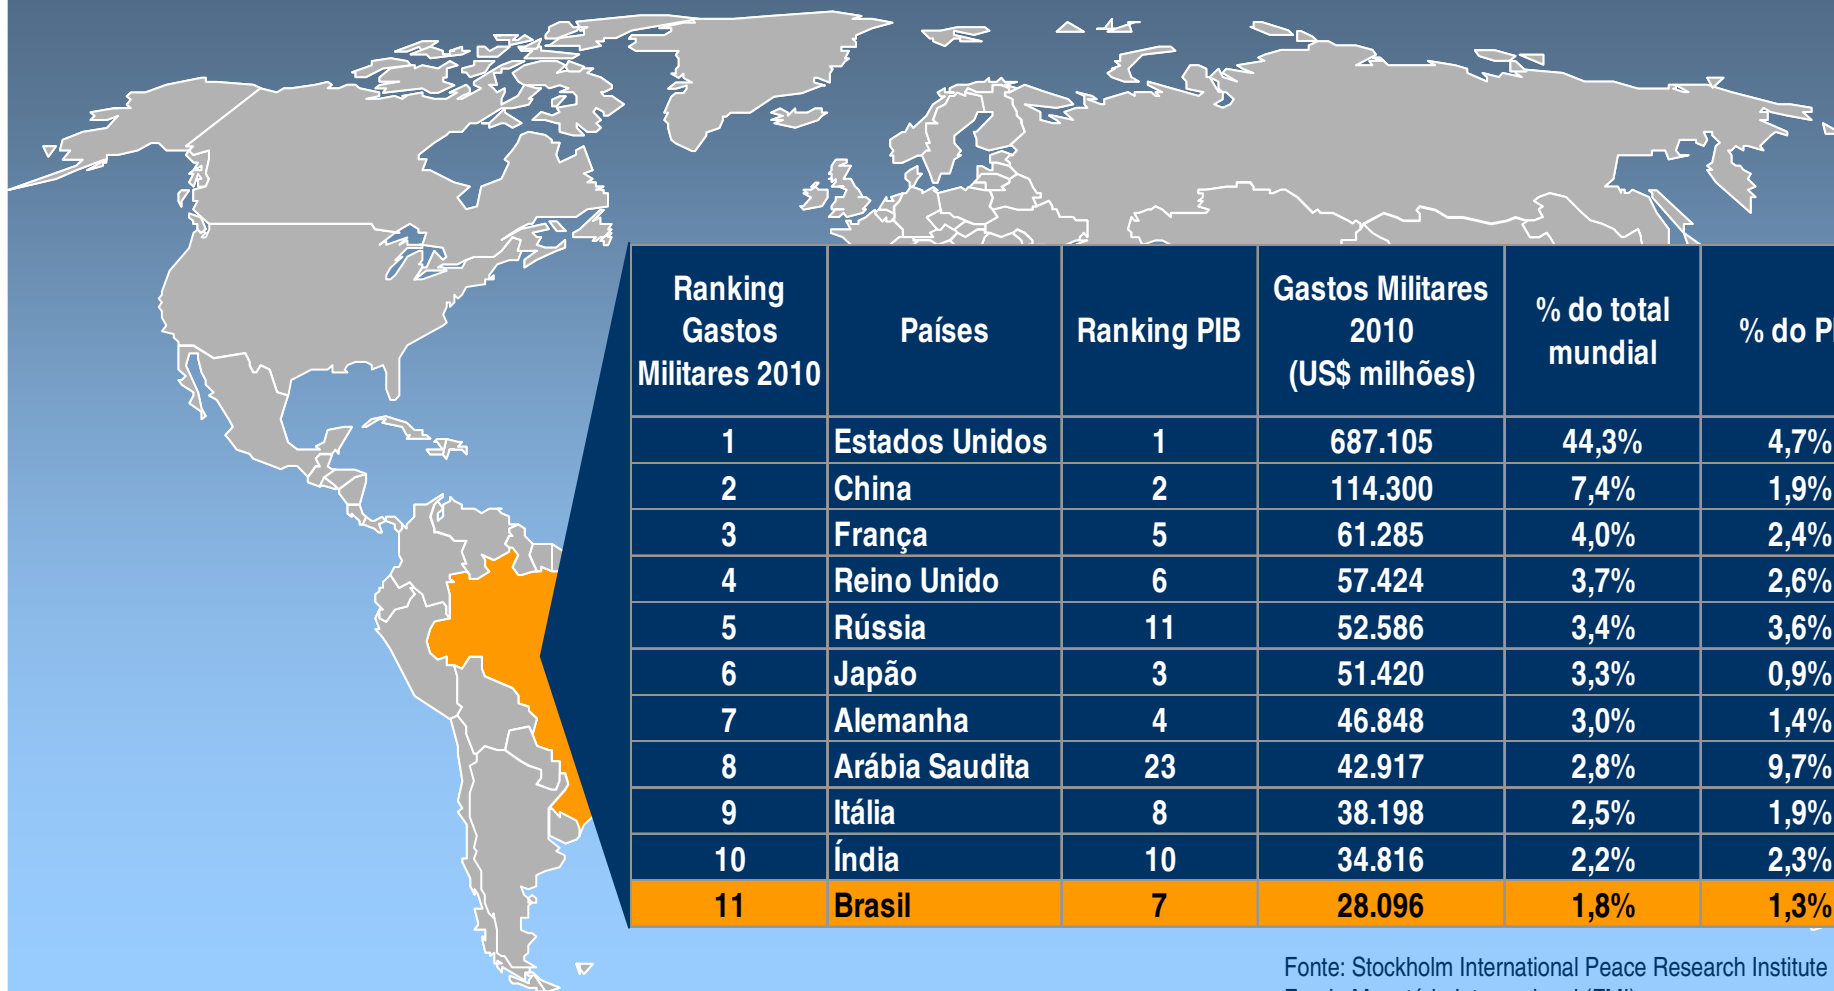 Ranking Gastos Militares 2010 Países Ranking PIB Gastos Militares 2010 (US$ milhões) % do total mundial % do
1 Estados Unidos 1 687.105 44,3% 4,7%
2 China 2 114.300 7,4% 1,9%
3 França 5 61.285 4,0% 2,4%
4 Reino Unido 6 57.424 3,7% 2,6%
5 Rússia 11 52.586 3,4% 3,6%
6 Japão 3 51.420 3,3% 0,9%
7 Alemanha 4 46.848 3,0% 1,4%
8 Arábia Saudita 23 42.917 2,8% 9,7%
9 Itália 8 38.198 2,5% 1,9%
10 Índia 10 34.816 2,2% 2,3%
11 Brasil 7 28.096 1,8% 1,3%
Fonte: Stockholm International Peace Research Institute